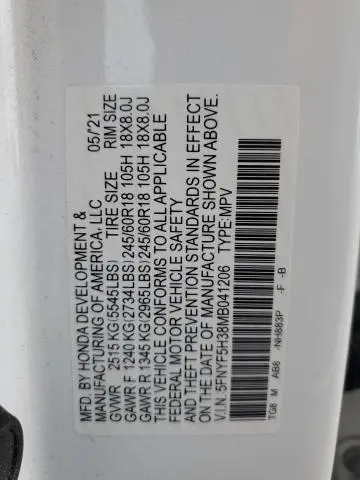 MFD. BY HONDA DEVELOPMENT &
MANUFACTURING OF AMERICA, LLC 05/21
GVWR 2515 KG(5545LBS) TIRE SIZE RIM SIZE
GAWR F 1240 KG(2734LBS) 245/60R18 105H 18X8.0J
GAWR R 1345 KG(2965LBS) 245/60R18 105H 18X8.0J
THIS VEHICLE CONFORMS TO ALL APPLICABLE
FEDERAL MOTOR VEHICLE SAFETY
AND THEFT PREVENTION STANDARDS IN EFFECT
ON THE DATE OF MANUFACTURE SHOWN ABOVE.
V.I.N. 5FNYF5H38MB041206 TYPE:MPV
TG8 M AB8 -NH883P -F -B